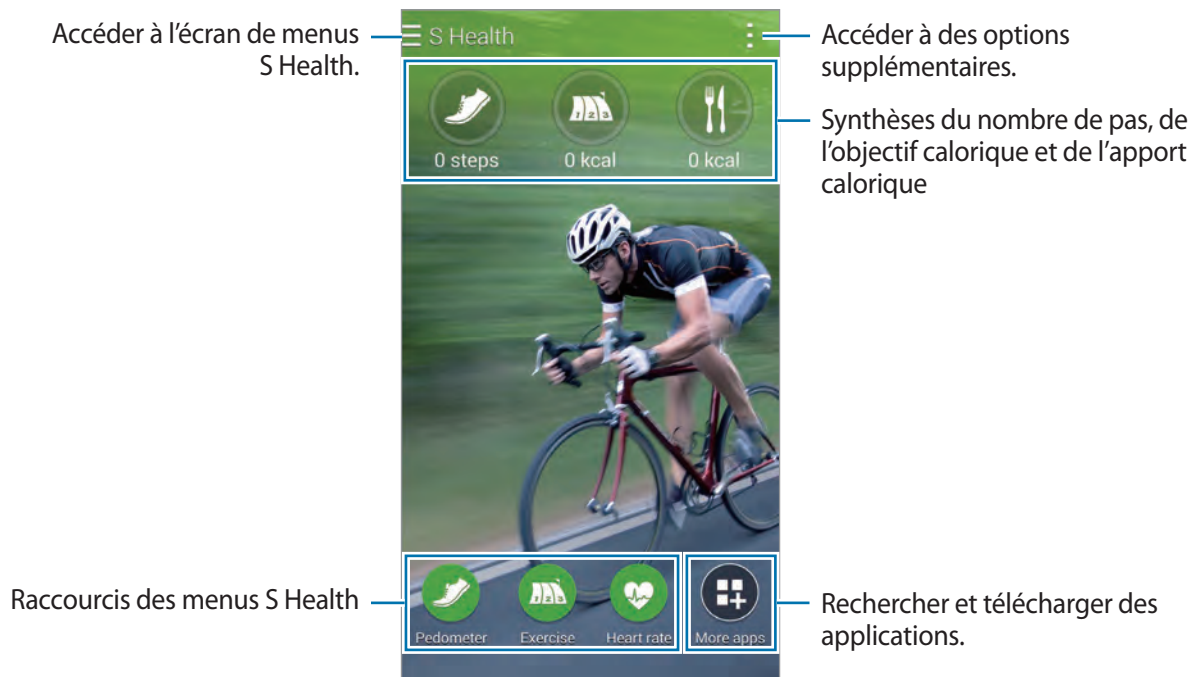 Accéder à l’écran de menus
S Health.
S Health
Accéder à des options
supplémentaires.
0 steps
0 kcal
0 kcal
Synthèses du nombre de pas, de
l’objectif calorique et de l’apport
calorique
Raccourcis des menus S Health
Pedometer
Exercise
Heart rate
More apps
Rechercher et télécharger des
applications.